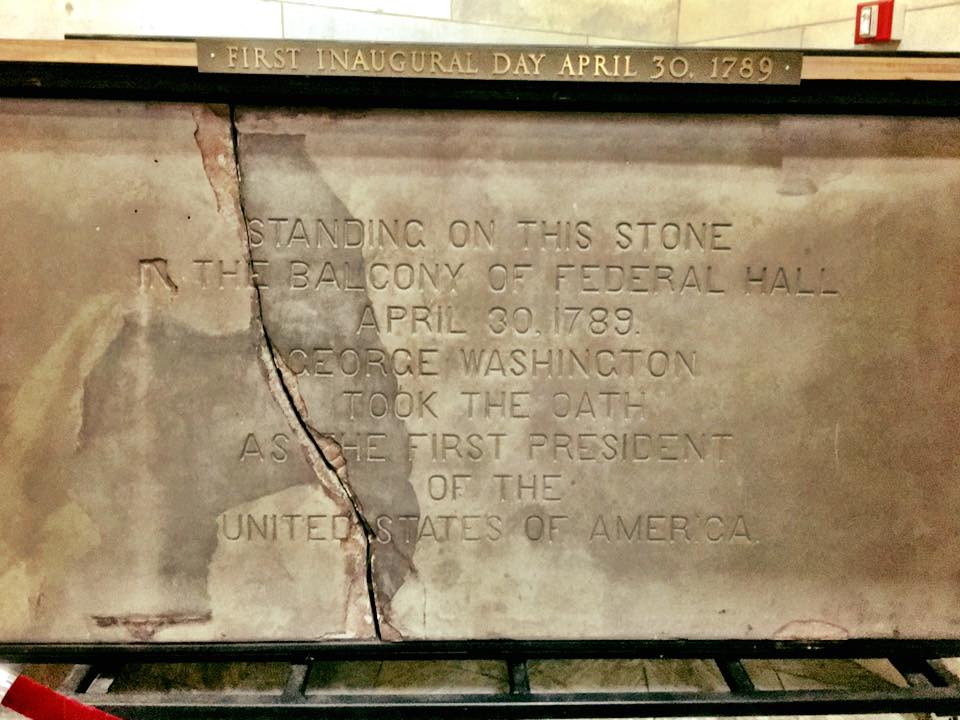 · FIRST INAUGURAL DAY APRIL 30, 1789 ·
STANDING ON THIS STONE
IN THE BALCONY OF FEDERAL HALL
APRIL 30, 1789.
GEORGE WASHINGTON
TOOK THE OATH
AS THE FIRST PRESIDENT
OF THE
UNITED STATES OF AMERICA.